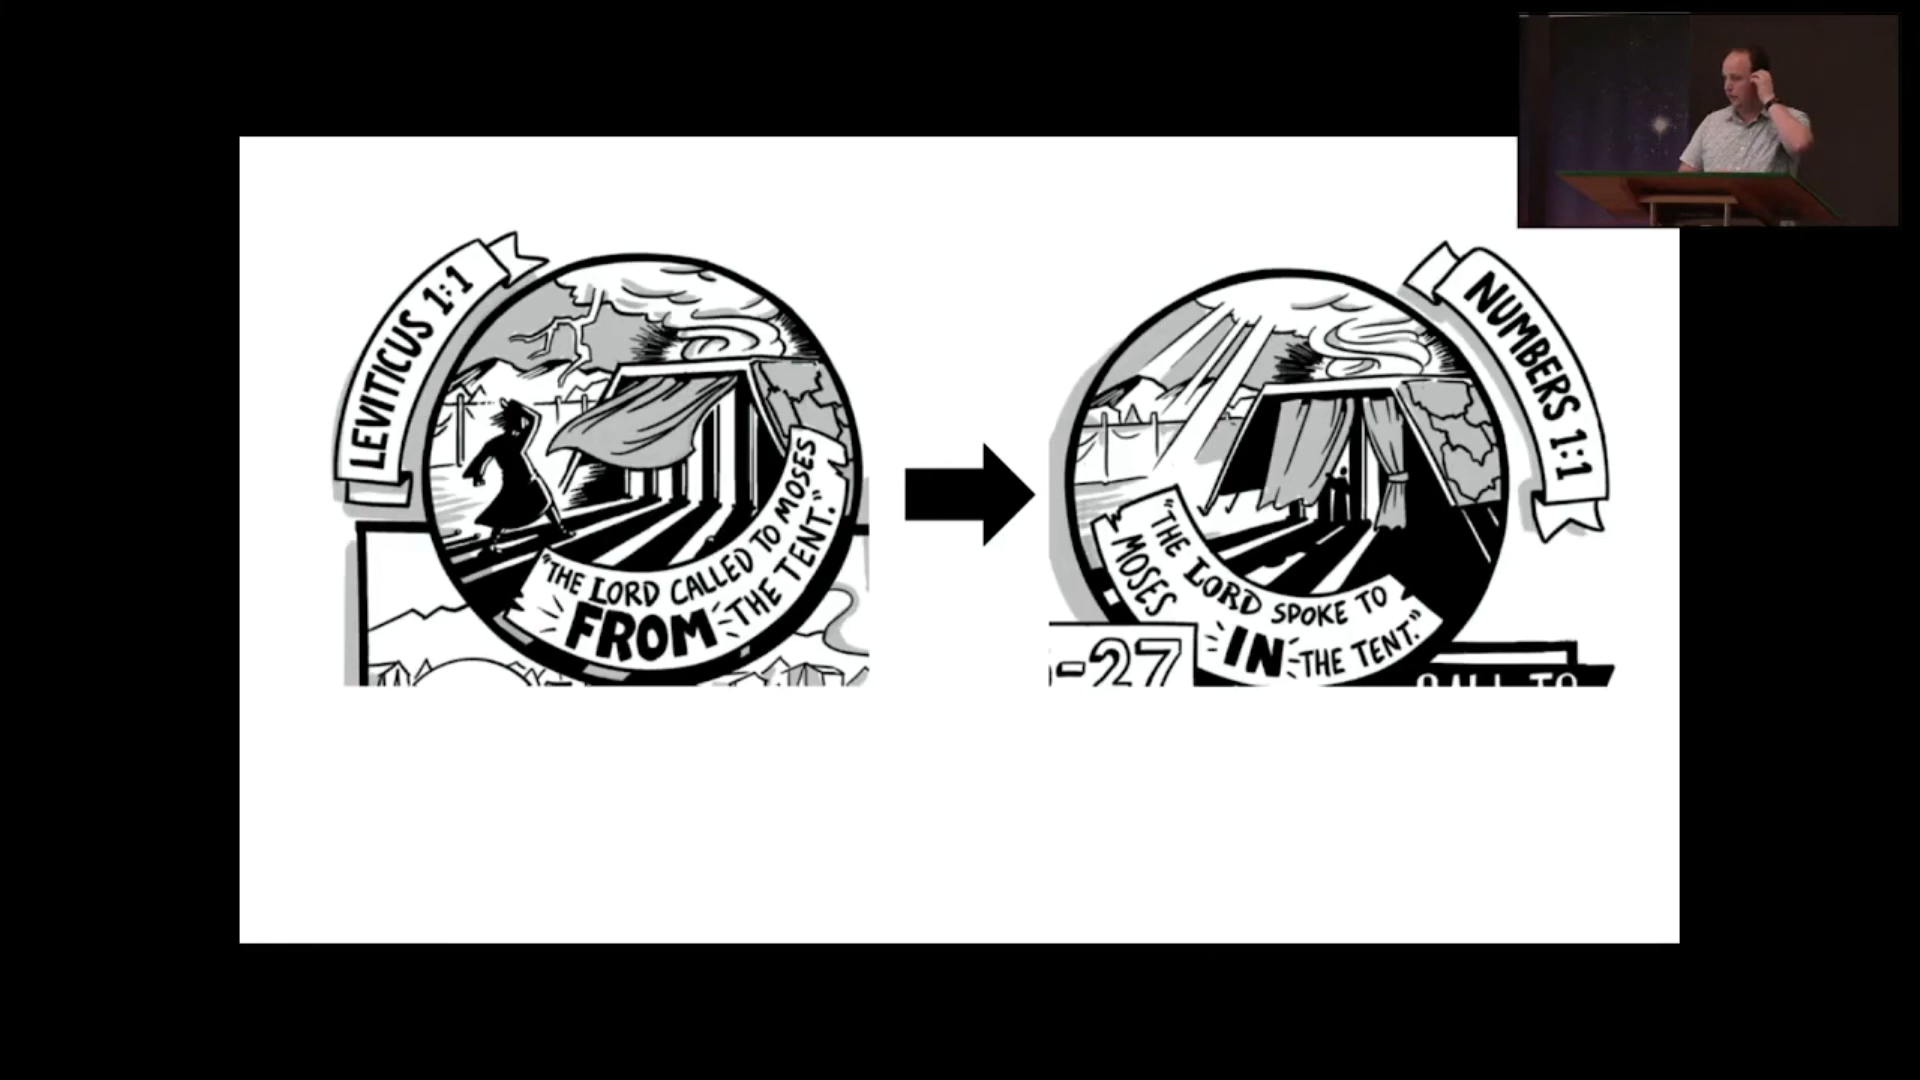 LEVITICUS 1:1
"THE LORD CALLED TO MOSES
FROM THE TENT."
NUMBERS 1:1
"THE LORD SPOKE TO
MOSES IN THE TENT."
-27